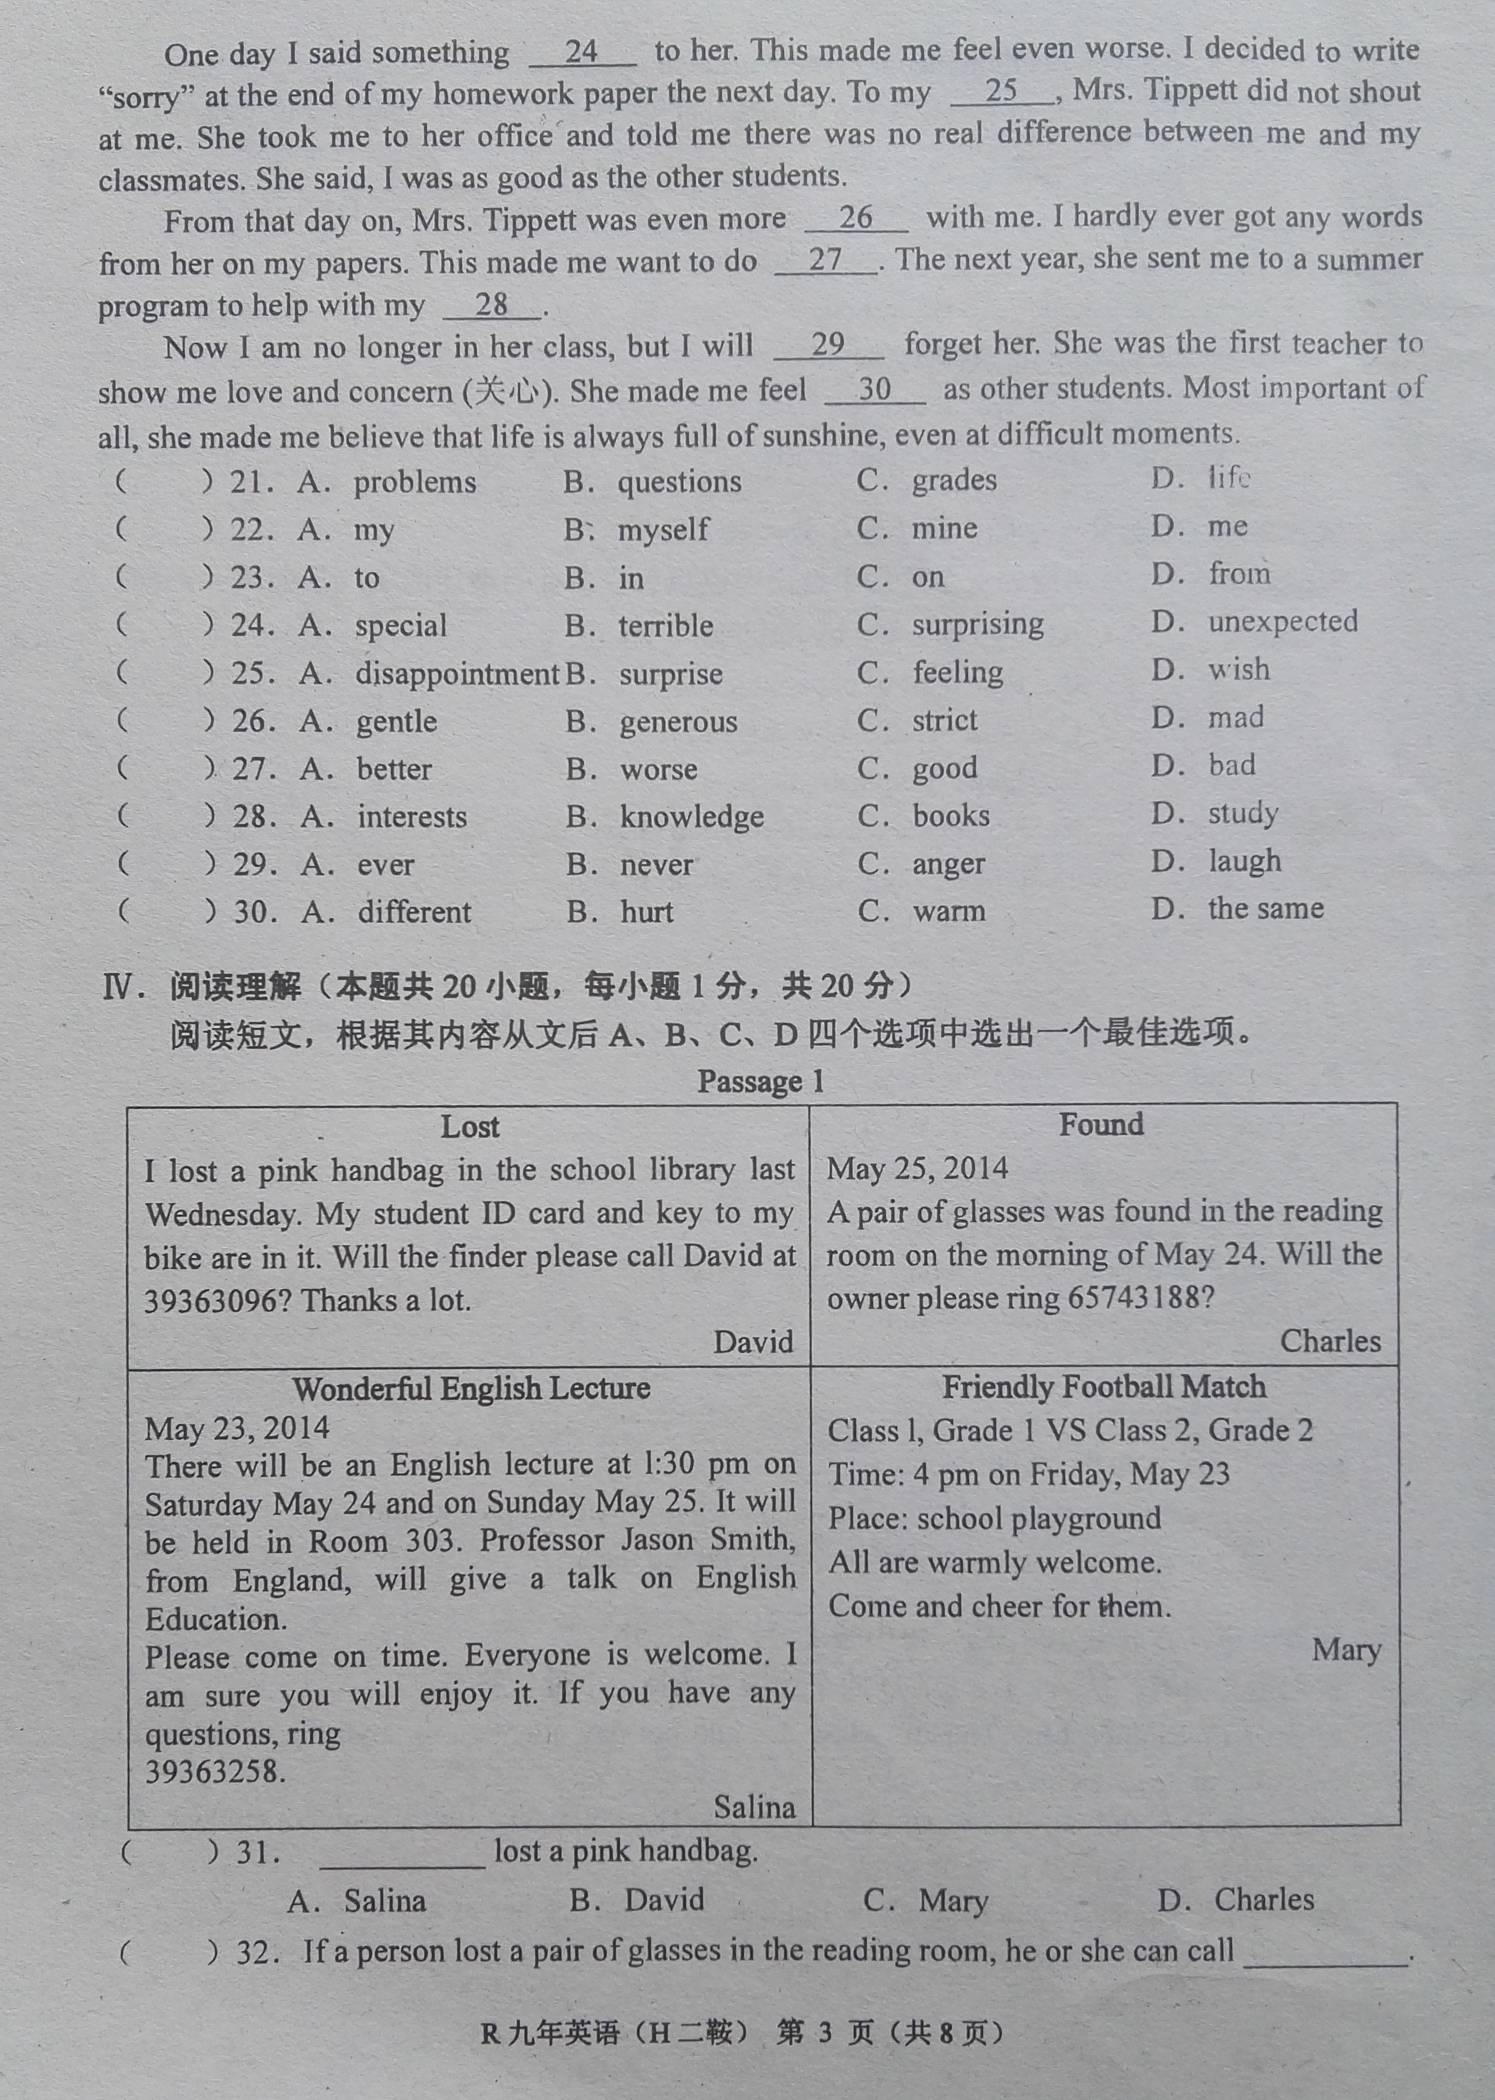 One day I said something 24 to her. This made me feel even worse. I decided to write
“sorry” at the end of my homework paper the next day. To my 25 , Mrs. Tippett did not shout
at me. She took me to her office and told me there was no real difference between me and my
classmates. She said, I was as good as the other students.
From that day on, Mrs. Tippett was even more 26 with me. I hardly ever got any words
from her on my papers. This made me want to do 27 . The next year, she sent me to a summer
program to help with my 28 .
Now I am no longer in her class, but I will 29 forget her. She was the first teacher to
show me love and concern (关心). She made me feel 30 as other students. Most important of
all, she made me believe that life is always full of sunshine, even at difficult moments.
( ) 21. A. problems B. questions C. grades D. life
( ) 22. A. my B. myself C. mine D. me
( ) 23. A. to B. in C. on D. from
( ) 24. A. special B. terrible C. surprising D. unexpected
( ) 25. A. disappointment B. surprise C. feeling D. wish
( ) 26. A. gentle B. generous C. strict D. mad
( ) 27. A. better B. worse C. good D. bad
( ) 28. A. interests B. knowledge C. books D. study
( ) 29. A. ever B. never C. anger D. laugh
( ) 30. A. different B. hurt C. warm D. the same
Ⅳ. 阅读理解（本题共 20 小题，每小题 1 分，共 20 分）
阅读短文，根据其内容从文后 A、B、C、D 四个选项中选出一个最佳选项。
Passage 1
Lost
I lost a pink handbag in the school library last
Wednesday. My student ID card and key to my
bike are in it. Will the finder please call David at
39363096? Thanks a lot.
David
Found
May 25, 2014
A pair of glasses was found in the reading
room on the morning of May 24. Will the
owner please ring 65743188?
Charles
Wonderful English Lecture
May 23, 2014
There will be an English lecture at 1:30 pm on
Saturday May 24 and on Sunday May 25. It will
be held in Room 303. Professor Jason Smith,
from England, will give a talk on English
Education.
Please come on time. Everyone is welcome. I
am sure you will enjoy it. If you have any
questions, ring
39363258.
Salina
Friendly Football Match
Class 1, Grade 1 VS Class 2, Grade 2
Time: 4 pm on Friday, May 23
Place: school playground
All are warmly welcome.
Come and cheer for them.
Mary
( ) 31. ________ lost a pink handbag.
A. Salina B. David C. Mary D. Charles
( ) 32. If a person lost a pair of glasses in the reading room, he or she can call ________.
R 九年英语（H 二鞍） 第 3 页（共 8 页）